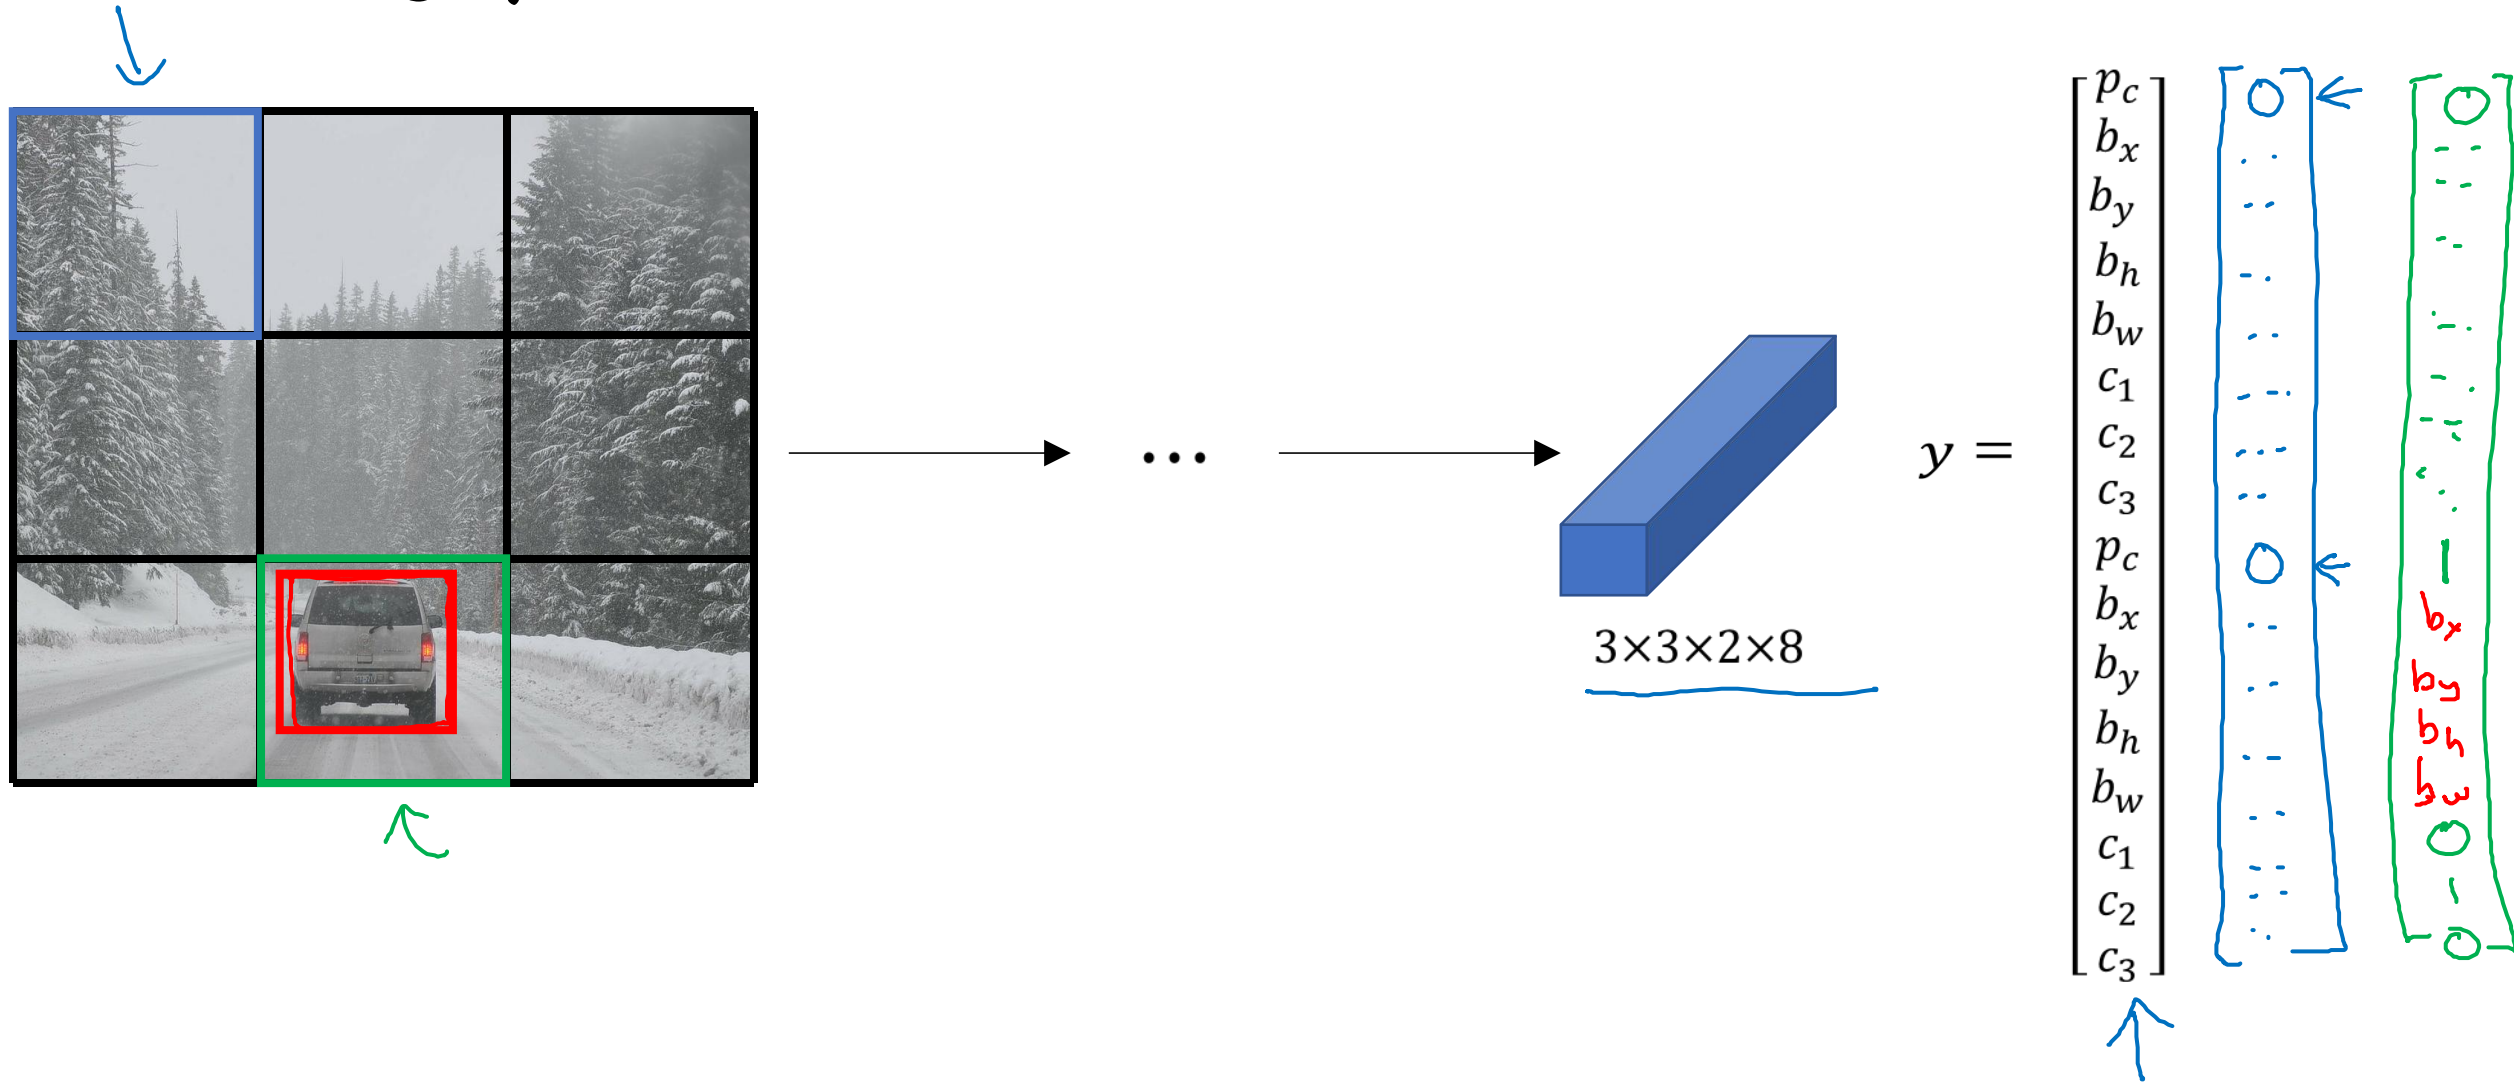 3×3×2×8
y =
p_c
b_x
b_y
b_h
b_w
c_1
c_2
c_3
p_c
b_x
b_y
b_h
b_w
c_1
c_2
c_3
0
0
0
1
b_x
b_y
b_h
b_w
0
1
0